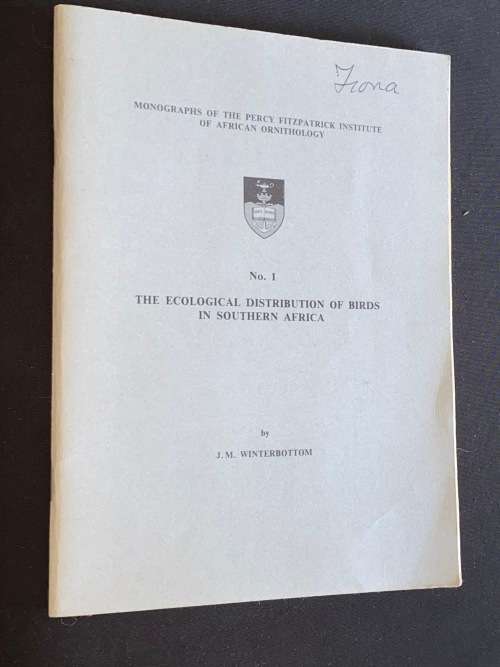 Fiona
MONOGRAPHS OF THE PERCY FITZPATRICK INSTITUTE
OF AFRICAN ORNITHOLOGY
No. 1
THE ECOLOGICAL DISTRIBUTION OF BIRDS
IN SOUTHERN AFRICA
by
J. M. WINTERBOTTOM